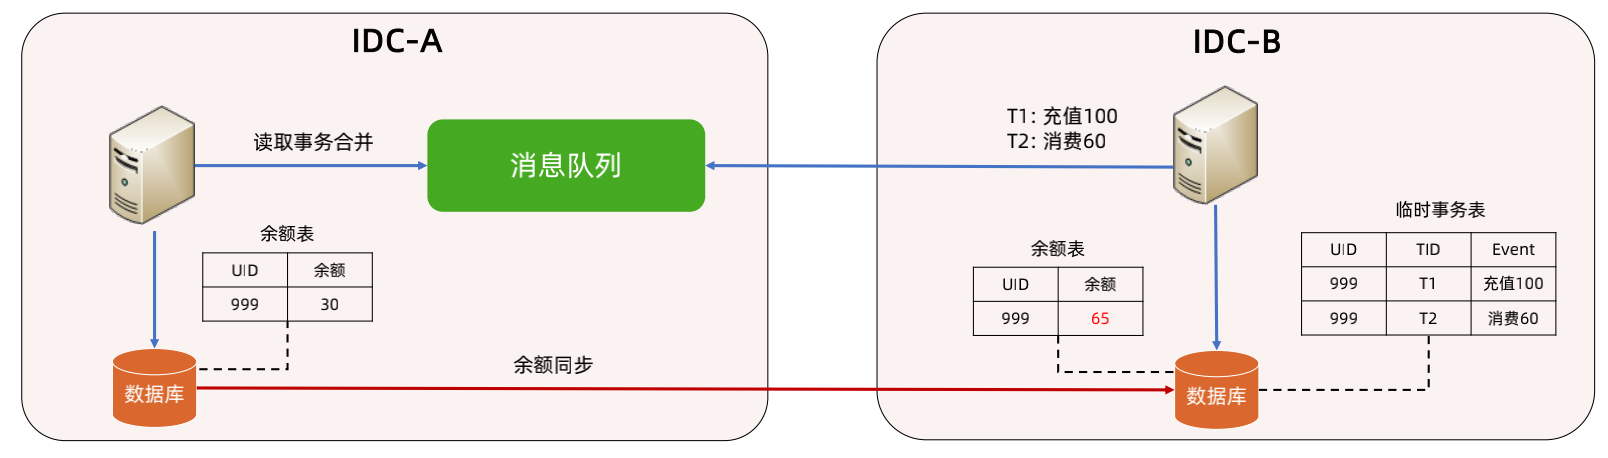 IDC-A
读取事务合并
消息队列
余额表
UID 余额
999 30
数据库
余额同步
IDC-B
T1: 充值100
T2: 消费60
临时事务表
UID TID Event
999 T1 充值100
999 T2 消费60
余额表
UID 余额
999 65
数据库